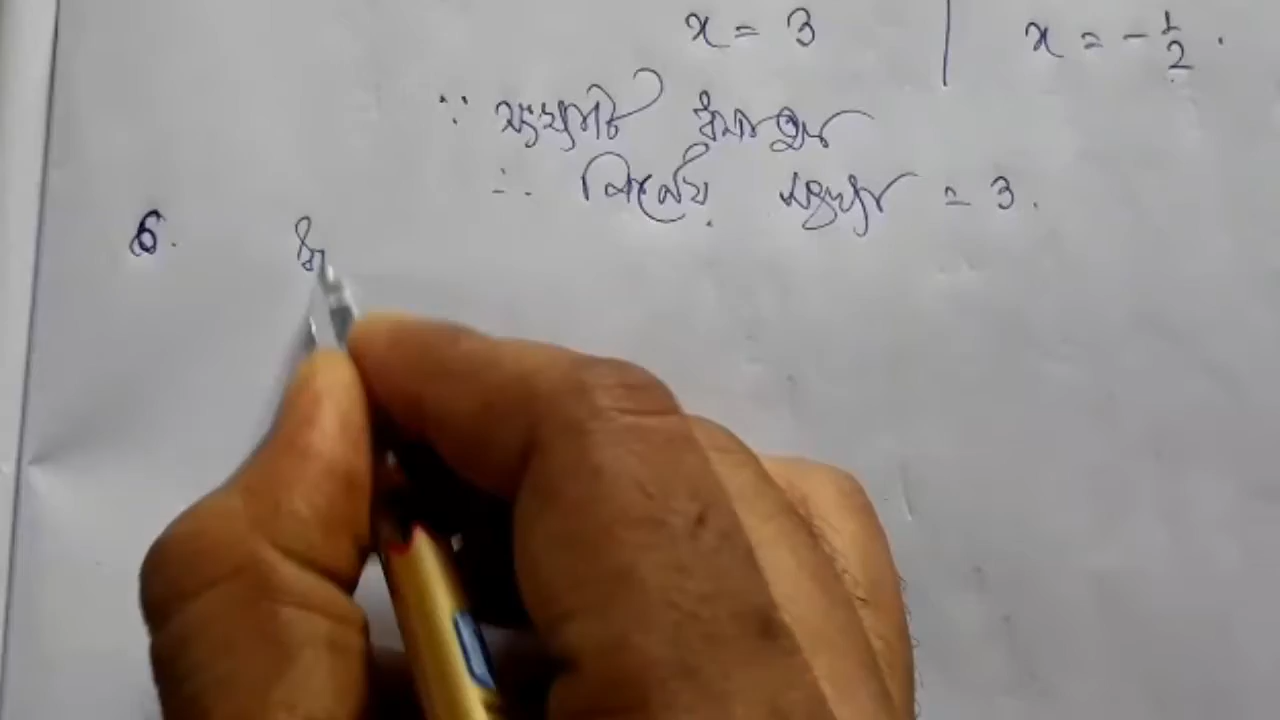 x = 3 | x = -1/2 .
∵ সংখ্যাটি ধনাত্মক
∴ নির্ণেয় সংখ্যা = 3.
6. ধ